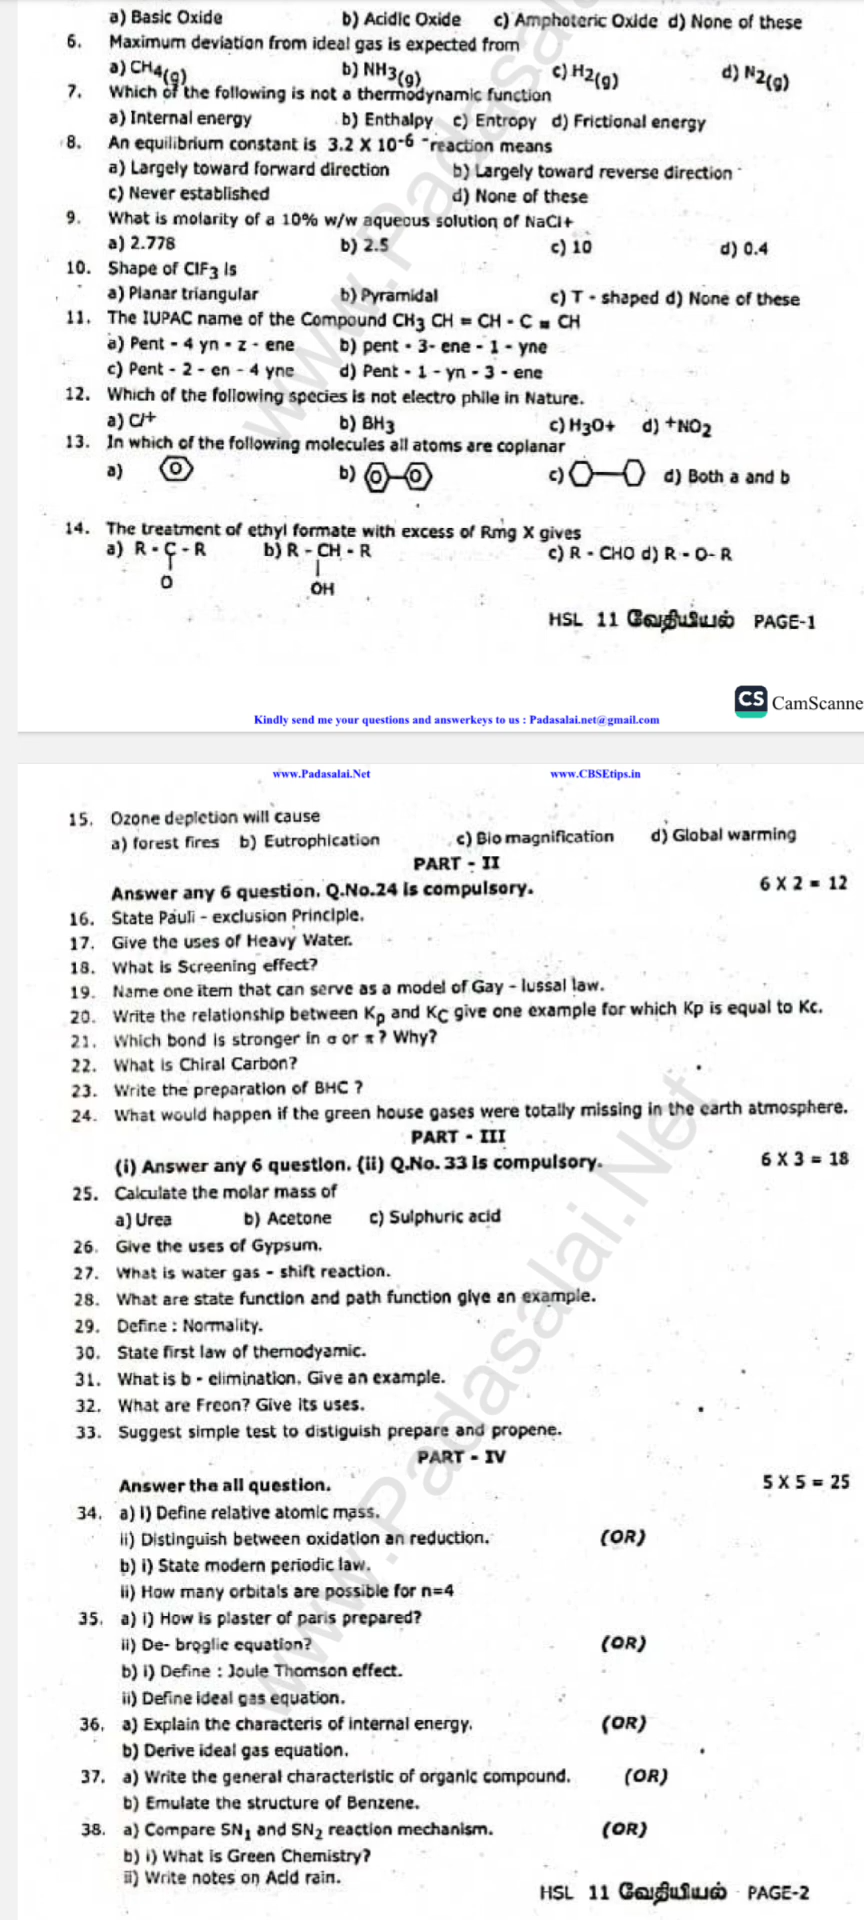 a) Basic Oxide b) Acidic Oxide c) Amphoteric Oxide d) None of these
6. Maximum deviation from ideal gas is expected from
a) CH4(g) b) NH3(g) c) H2(g) d) N2(g)
7. Which of the following is not a thermodynamic function
a) Internal energy b) Enthalpy c) Entropy d) Frictional energy
8. An equilibrium constant is 3.2 X 10-6 - reaction means
a) Largely toward forward direction b) Largely toward reverse direction
c) Never established d) None of these
9. What is molarity of a 10% w/w aqueous solution of NaCl+
a) 2.778 b) 2.5 c) 10 d) 0.4
10. Shape of ClF3 is
a) Planar triangular b) Pyramidal c) T - shaped d) None of these
11. The IUPAC name of the Compound CH3 CH = CH - C ≡ CH
a) Pent - 4 yn - z - ene b) pent - 3- ene - 1 - yne
c) Pent - 2 - en - 4 yne d) Pent - 1 - yn - 3 - ene
12. Which of the following species is not electro phile in Nature.
a) Cl+ b) BH3 c) H3O+ d) +NO2
13. In which of the following molecules all atoms are coplanar
a) b) c) d) Both a and b
14. The treatment of ethyl formate with excess of Rmg X gives
a) R - C - R b) R - CH - R c) R - CHO d) R - O- R
O OH
HSL 11 வேதியியல் PAGE-1
CS CamScanne
Kindly send me your questions and answerkeys to us : Padasalai.net@gmail.com
www.Padasalai.Net www.CBSEtips.in
15. Ozone depletion will cause
a) forest fires b) Eutrophication c) Bio magnification d) Global warming
PART - II
Answer any 6 question. Q.No.24 is compulsory. 6 X 2 = 12
16. State Pauli - exclusion Principle.
17. Give the uses of Heavy Water.
18. What is Screening effect?
19. Name one item that can serve as a model of Gay - lussal law.
20. Write the relationship between Kp and KC give one example for which Kp is equal to Kc.
21. Which bond is stronger in σ or π? Why?
22. What is Chiral Carbon?
23. Write the preparation of BHC ?
24. What would happen if the green house gases were totally missing in the earth atmosphere.
PART - III
(i) Answer any 6 question. (ii) Q.No. 33 is compulsory. 6 X 3 = 18
25. Calculate the molar mass of
a) Urea b) Acetone c) Sulphuric acid
26. Give the uses of Gypsum.
27. What is water gas - shift reaction.
28. What are state function and path function give an example.
29. Define : Normality.
30. State first law of themodyamic.
31. What is b - elimination. Give an example.
32. What are Freon? Give its uses.
33. Suggest simple test to distiguish prepare and propene.
PART - IV
Answer the all question. 5 X 5 = 25
34. a) i) Define relative atomic mass.
ii) Distinguish between oxidation an reduction. (OR)
b) i) State modern periodic law.
ii) How many orbitals are possible for n=4
35. a) i) How is plaster of paris prepared?
ii) De- broglie equation? (OR)
b) i) Define : Joule Thomson effect.
ii) Define ideal gas equation.
36. a) Explain the characteris of internal energy. (OR)
b) Derive ideal gas equation.
37. a) Write the general characteristic of organic compound. (OR)
b) Emulate the structure of Benzene.
38. a) Compare SN1 and SN2 reaction mechanism. (OR)
b) i) What is Green Chemistry?
ii) Write notes on Acid rain.
HSL 11 வேதியியல் PAGE-2
www.Padasalai.Net